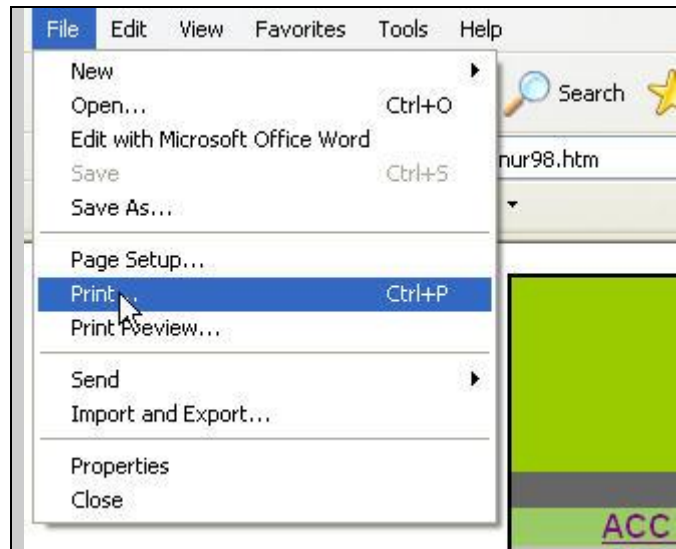 File Edit View Favorites Tools Help
New
Open... Ctrl+O
Edit with Microsoft Office Word
Save Ctrl+S
Save As...
Page Setup...
Print... Ctrl+P
Print Preview...
Send
Import and Export...
Properties
Close
Search
nur98.htm
ACC